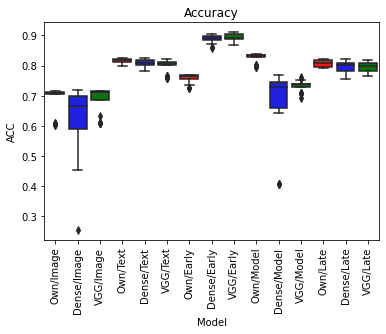 Accuracy
ACC
0.9
0.8
0.7
0.6
0.5
0.4
0.3
Own/Image
Dense/Image
VGG/Image
Own/Text
Dense/Text
VGG/Text
Own/Early
Dense/Early
VGG/Early
Own/Model
Dense/Model
VGG/Model
Own/Late
Dense/Late
VGG/Late
Model